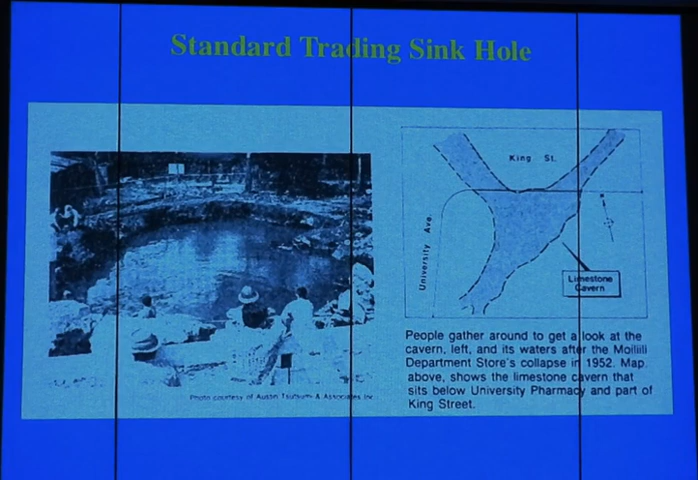 Standard Trading Sink Hole
King St.
University Ave.
Limestone
Cavern
People gather around to get a look at the
cavern, left, and its waters after the Moiliili
Department Store's collapse in 1952. Map,
above, shows the limestone cavern that
sits below University Pharmacy and part of
King Street.
Photo courtesy of Austin Tsutsumi & Associates Inc.